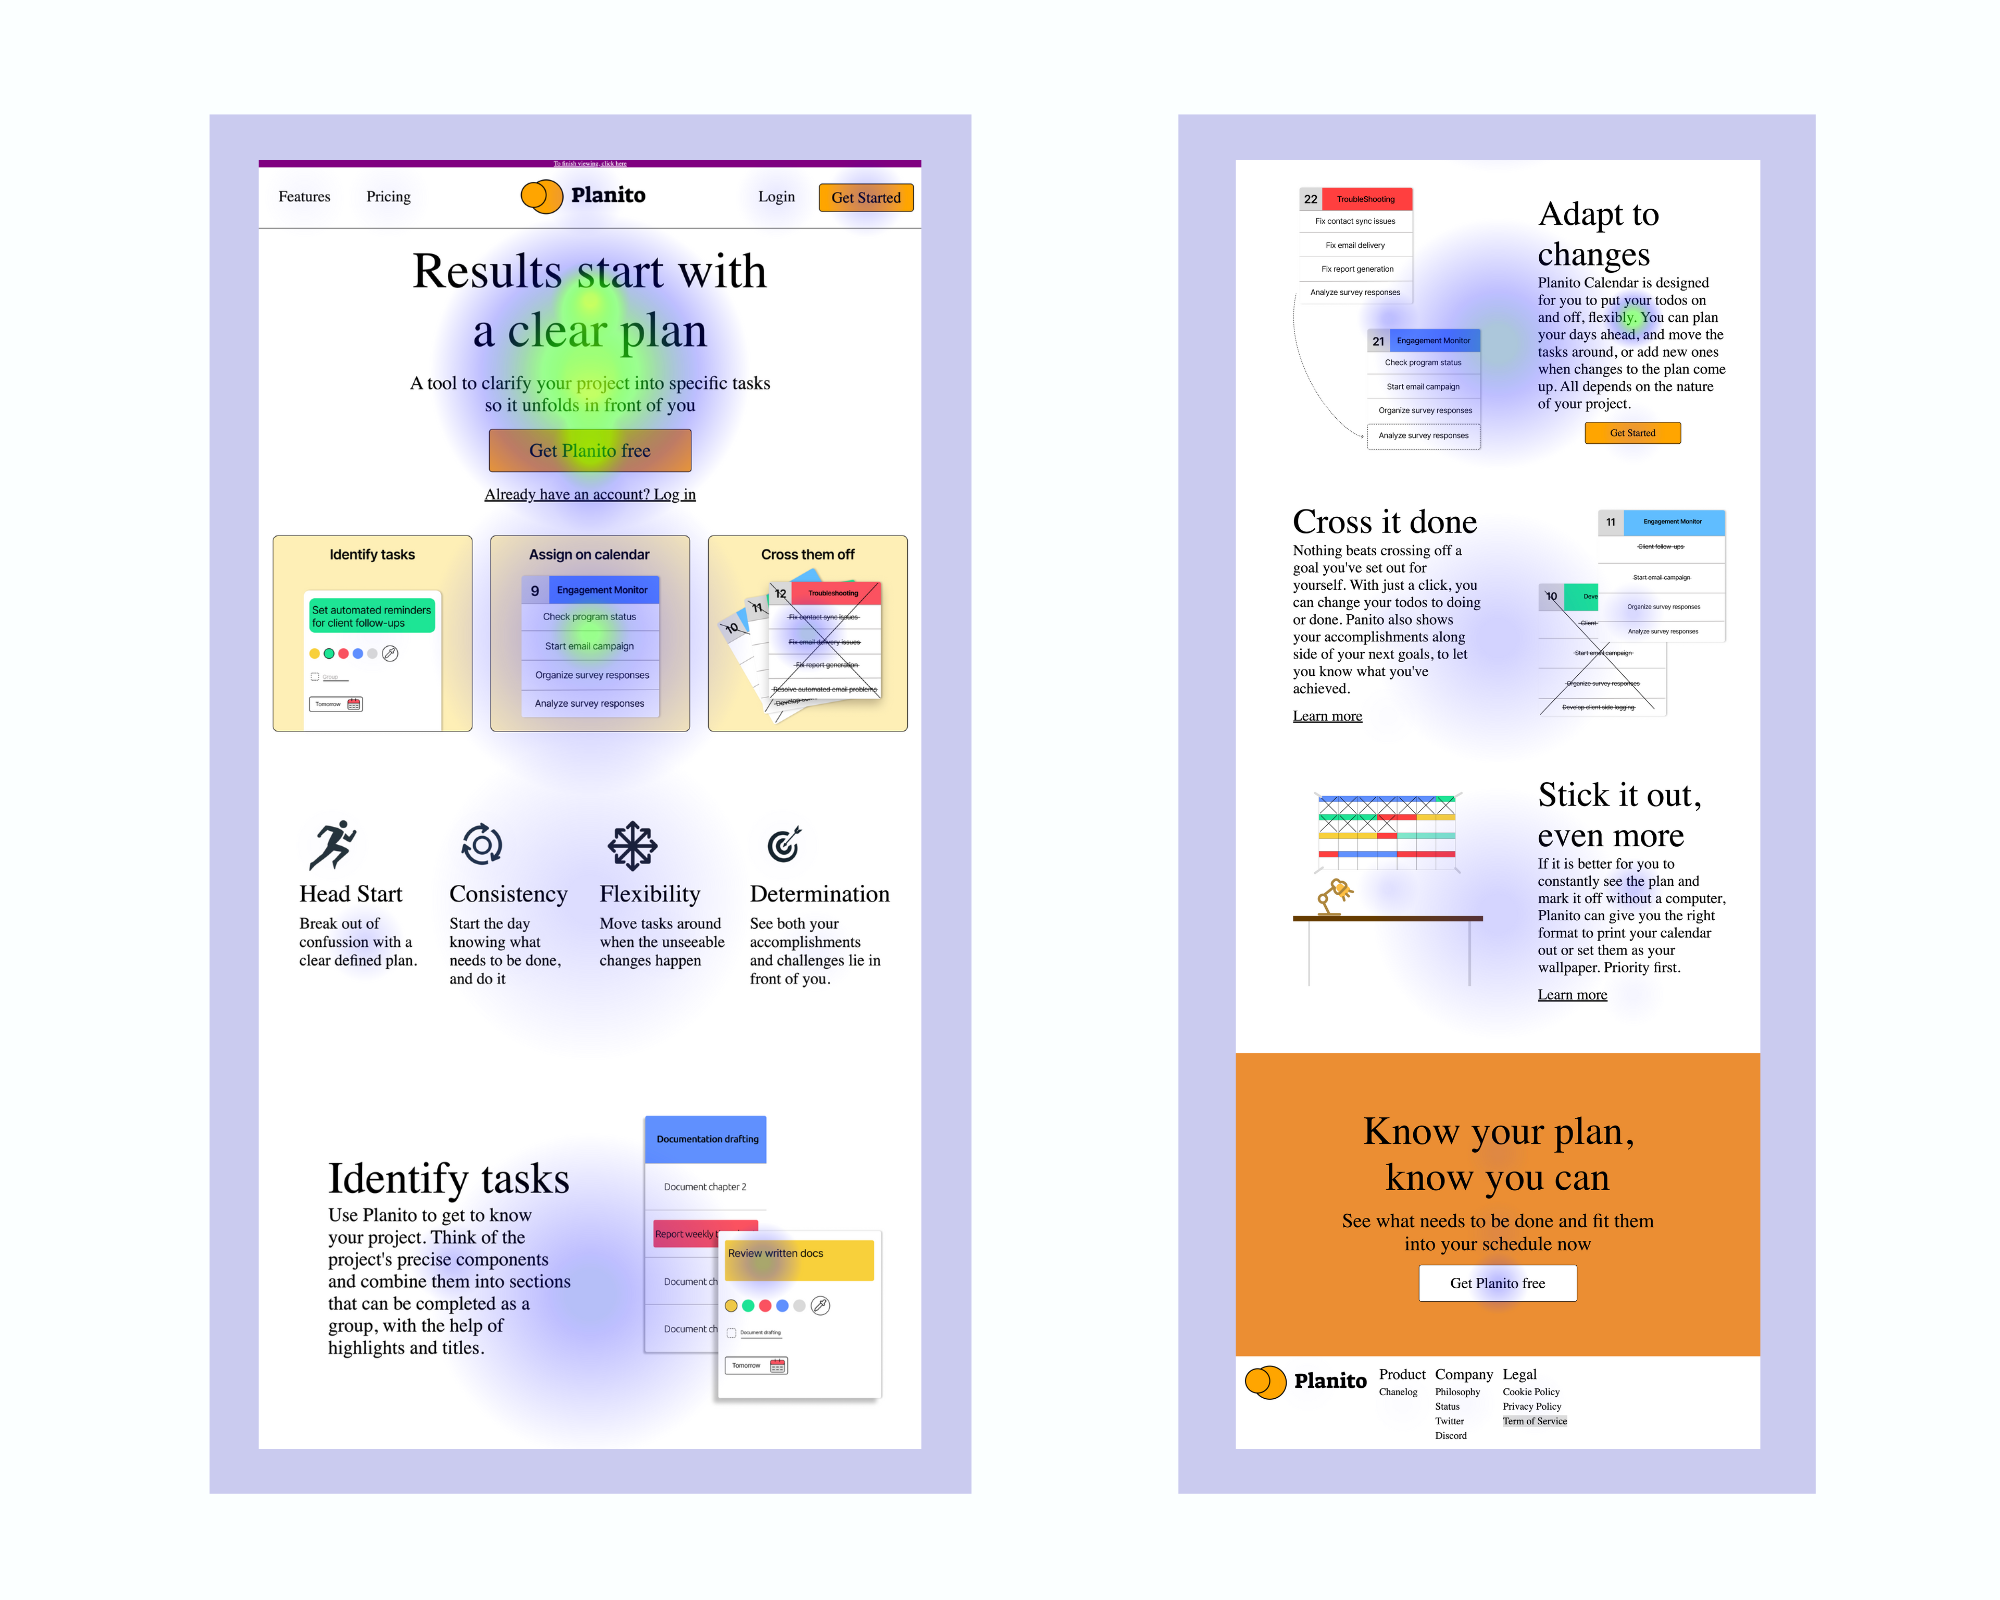 To finish viewing, click here
Features
Pricing
Planito
Login
Get Started
Results start with
a clear plan
A tool to clarify your project into specific tasks
so it unfolds in front of you
Get Planito free
Already have an account? Log in
Identify tasks
Set automated reminders
for client follow-ups
Group
Tomorrow
Assign on calendar
9
Engagement Monitor
Check program status
Start email campaign
Organize survey responses
Analyze survey responses
Cross them off
10
11
12
Troubleshooting
Fix contact sync issues
Fix email delivery issues
Fix report generation
Resolve automated email problems
Develop
Head Start
Break out of
confussion with a
clear defined plan.
Consistency
Start the day
knowing what
needs to be done,
and do it
Flexibility
Move tasks around
when the unseeable
changes happen
Determination
See both your
accomplishments
and challenges lie in
front of you.
Identify tasks
Use Planito to get to know
your project. Think of the
project's precise components
and combine them into sections
that can be completed as a
group, with the help of
highlights and titles.
Documentation drafting
Document chapter 2
Report weekly
Document ch
Document ch
Review written docs
Document drafting
Tomorrow
22
TroubleShooting
Fix contact sync issues
Fix email delivery
Fix report generation
Analyze survey responses
21
Engagement Monitor
Check program status
Start email campaign
Organize survey responses
Analyze survey responses
Adapt to
changes
Planito Calendar is designed
for you to put your todos on
and off, flexibly. You can plan
your days ahead, and move the
tasks around, or add new ones
when changes to the plan come
up. All depends on the nature
of your project.
Get Started
Cross it done
Nothing beats crossing off a
goal you've set out for
yourself. With just a click, you
can change your todos to doing
or done. Panito also shows
your accomplishments along
side of your next goals, to let
you know what you've
achieved.
Learn more
11
Engagement Monitor
Client follow-ups
Start email campaign
Organize survey responses
Analyze survey responses
10
Deve
Client
Start email campaign
Organize survey responses
Develop client side logging
Stick it out,
even more
If it is better for you to
constantly see the plan and
mark it off without a computer,
Planito can give you the right
format to print your calendar
out or set them as your
wallpaper. Priority first.
Learn more
Know your plan,
know you can
See what needs to be done and fit them
into your schedule now
Get Planito free
Planito
Product
Chanelog
Company
Philosophy
Status
Twitter
Discord
Legal
Cookie Policy
Privacy Policy
Term of Service